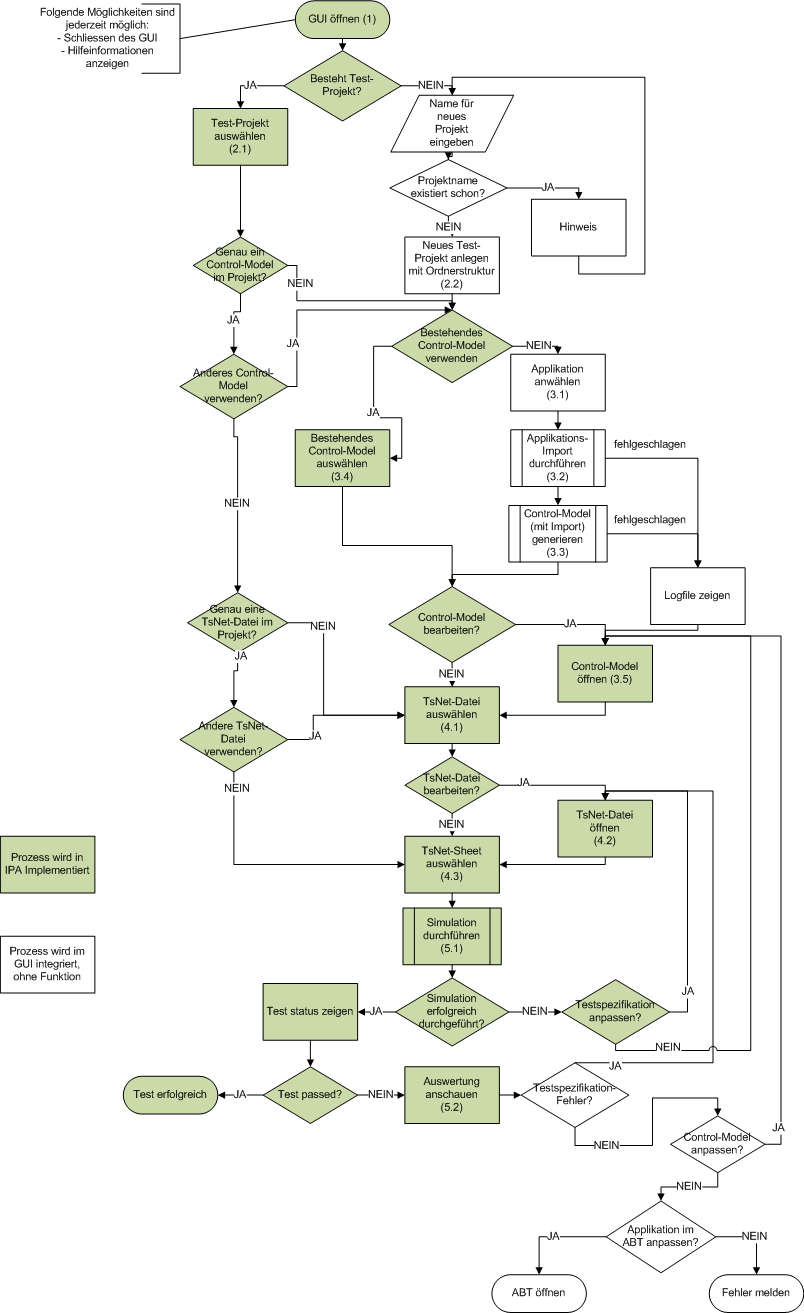 Folgende Möglichkeiten sind
jederzeit möglich:
- Schliessen des GUI
- Hilfeinformationen
anzeigen
GUI öffnen (1)
Besteht Test-
Projekt?
JA
NEIN
Test-Projekt
auswählen
(2.1)
Name für
neues
Projekt
eingeben
Projektname
existiert schon?
JA
Hinweis
NEIN
Neues Test-
Projekt anlegen
mit Ordnerstruktur
(2.2)
Genau ein
Control-Model
im Projekt?
NEIN
JA
Bestehendes
Control-Model
verwenden
NEIN
JA
Anderes Control-
Model
verwenden?
JA
Applikation
anwählen
(3.1)
Bestehendes
Control-Model
auswählen
(3.4)
Applikations-
Import
durchführen
(3.2)
fehlgeschlagen
NEIN
Control-Model
(mit Import)
generieren
(3.3)
fehlgeschlagen
Logfile zeigen
Genau eine
TsNet-Datei im
Projekt?
NEIN
JA
Control-Model
bearbeiten?
JA
NEIN
Control-Model
öffnen (3.5)
TsNet-Datei
auswählen
(4.1)
Andere TsNet-
Datei
verwenden?
JA
NEIN
TsNet-Datei
bearbeiten?
JA
NEIN
TsNet-Datei
öffnen
(4.2)
TsNet-Sheet
auswählen
(4.3)
Prozess wird in
IPA Implementiert
Simulation
durchführen
(5.1)
Prozess wird im
GUI integriert,
ohne Funktion
Simulation
erfolgreich
durchgeführt?
JA
NEIN
Test status zeigen
Testspezifikation
anpassen?
JA
NEIN
Test passed?
JA
Test erfolgreich
NEIN
Auswertung
anschauen
(5.2)
Testspezifikation-
Fehler?
JA
NEIN
Control-Model
anpassen?
JA
NEIN
Applikation im
ABT anpassen?
JA
NEIN
ABT öffnen
Fehler melden